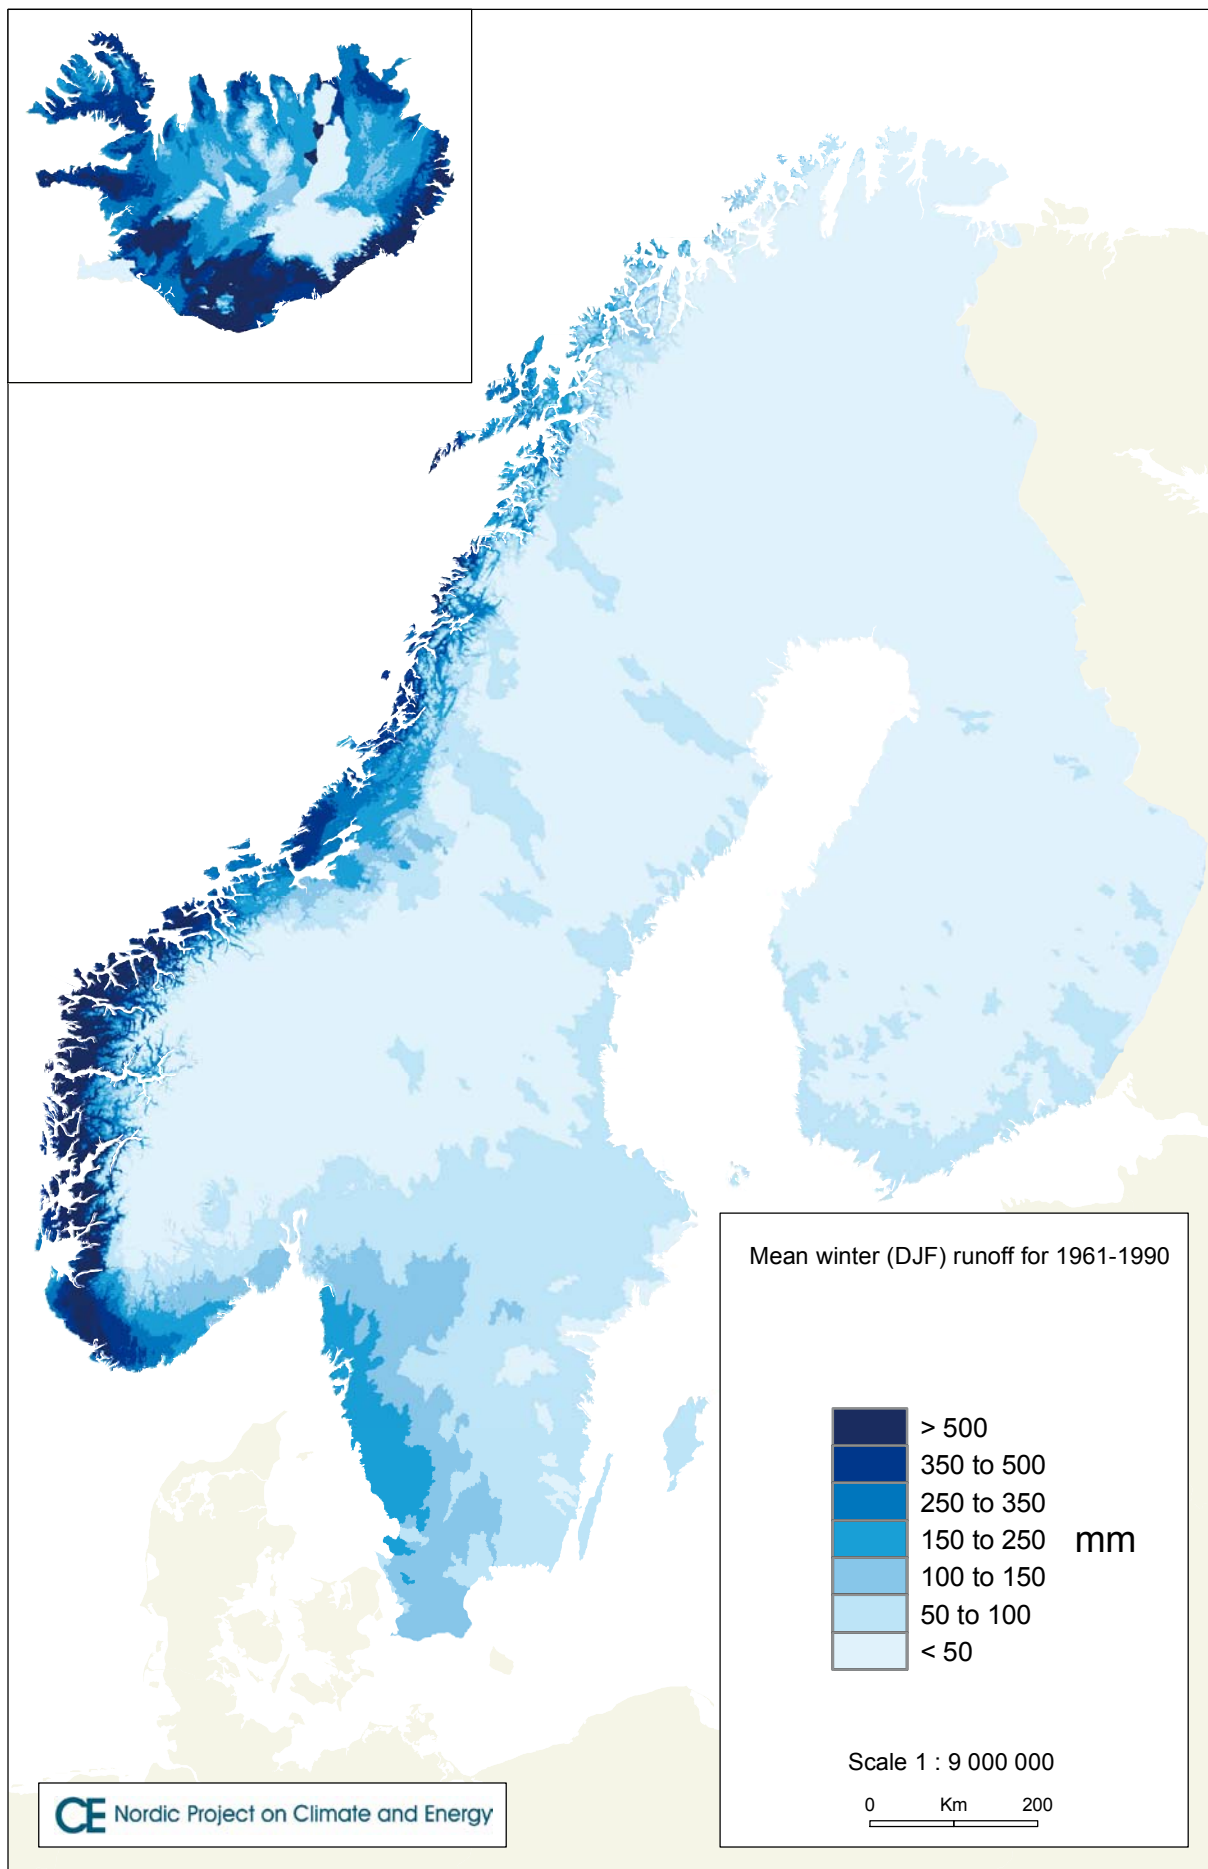 Mean winter (DJF) runoff for 1961-1990
> 500
350 to 500
250 to 350
150 to 250
mm
100 to 150
50 to 100
< 50
Scale 1 : 9 000 000
0 Km 200
CE Nordic Project on Climate and Energy